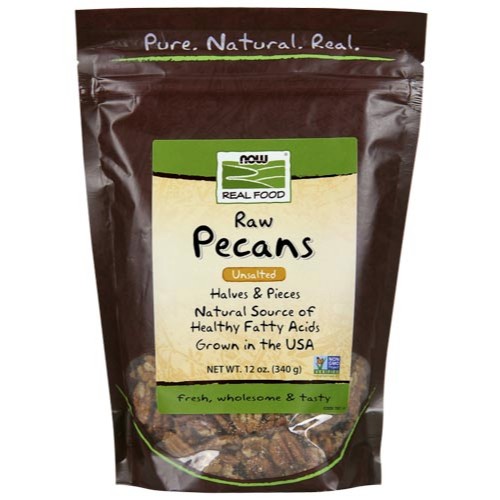 Pure. Natural. Real.
NOW
REAL FOOD
Raw
Pecans
Unsalted
Halves & Pieces
Natural Source of
Healthy Fatty Acids
Grown in the USA
NET WT. 12 oz. (340 g)
fresh, wholesome & tasty